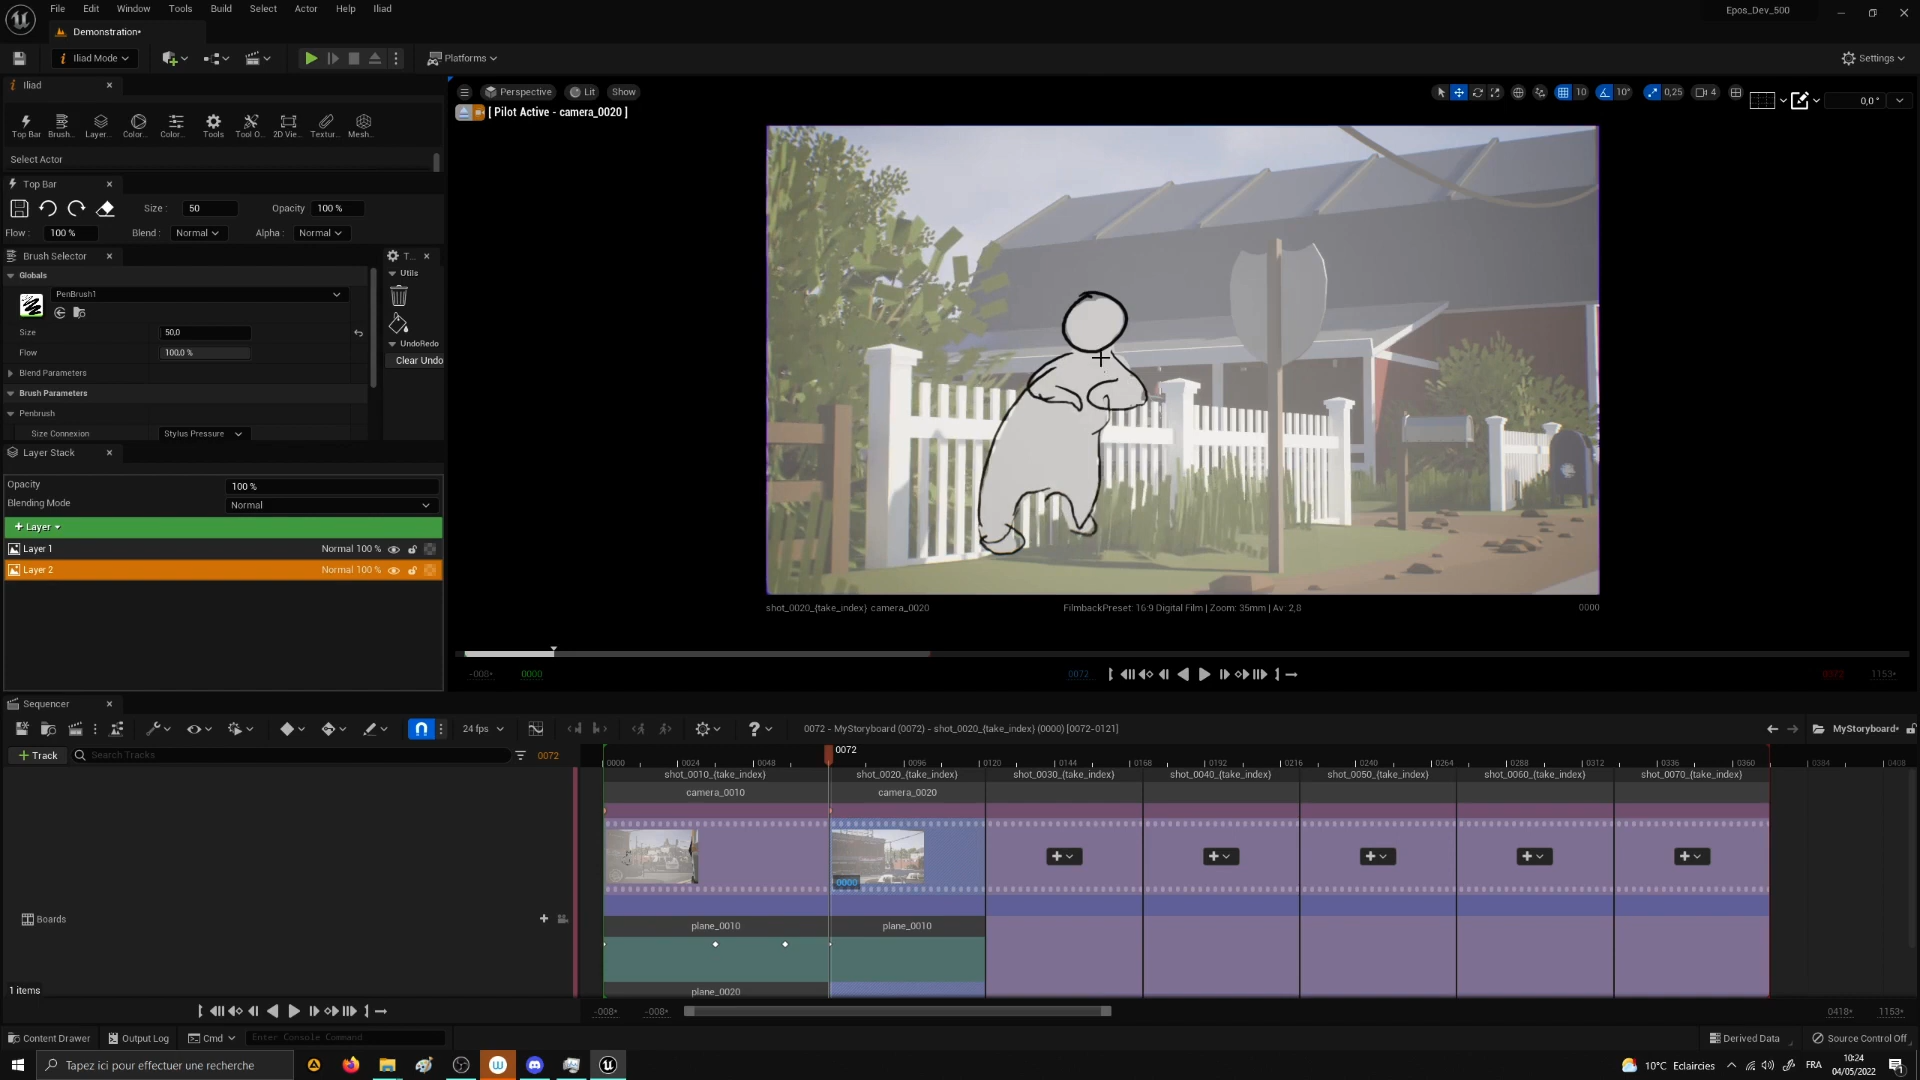 File Edit Window Tools Build Select Actor Help Iliad
Epos_Dev_500
Demonstration*
Iliad Mode
Platforms
Settings
Iliad
Top Bar Brush... Layer... Color... Color... Tools Tool O... 2D Vie... Textur... Mesh...
Select Actor
Top Bar
Size : 50 Opacity 100 %
Flow : 100 % Blend : Normal Alpha : Normal
Brush Selector
Globals
PenBrush1
Size 50,0
Flow 100,0 %
Blend Parameters
Brush Parameters
Penbrush
Size Connexion Stylus Pressure
T...
Utils
UndoRedo
Clear Undo
Layer Stack
Opacity 100 %
Blending Mode Normal
+ Layer
Layer 1 Normal 100 %
Layer 2 Normal 100 %
Perspective Lit Show
[ Pilot Active - camera_0020 ]
10 10° 0,25 4 0,0 °
shot_0020_{take_index} camera_0020 FilmbackPreset: 16:9 Digital Film | Zoom: 35mm | Av: 2,8 0000
-008* 0000 0072 0372 1153*
Sequencer
24 fps
0072 - MyStoryboard (0072) - shot_0020_{take_index} (0000) [0072-0121]
MyStoryboard*
+ Track Search Tracks 0072
0072
0000 0024 0048 0096 0120 0144 0168 0192 0216 0240 0264 0288 0312 0336 0360 0384 0408
shot_0010_{take_index} shot_0020_{take_index} shot_0030_{take_index} shot_0040_{take_index} shot_0050_{take_index} shot_0060_{take_index} shot_0070_{take_index}
camera_0010 camera_0020
0000
Boards
plane_0010 plane_0010
plane_0020
1 items
-008* -008* 0418* 1153*
Content Drawer Output Log Cmd Enter Console Command Derived Data Source Control Off
Tapez ici pour effectuer une recherche
10°C Eclaircies FRA 10:24
04/05/2022